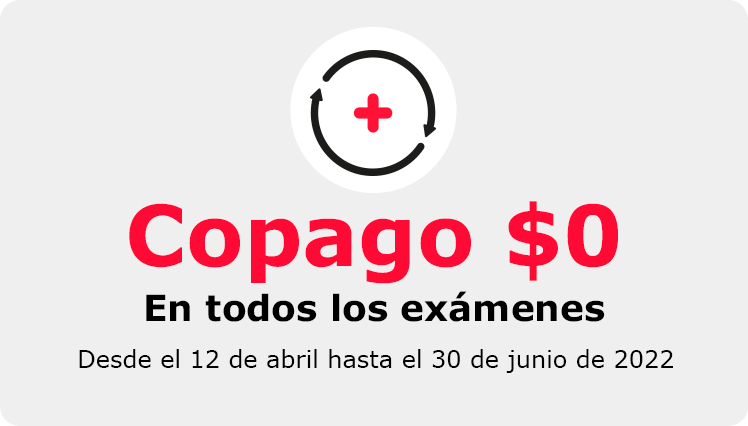 Copago $0
En todos los exámenes
Desde el 12 de abril hasta el 30 de junio de 2022